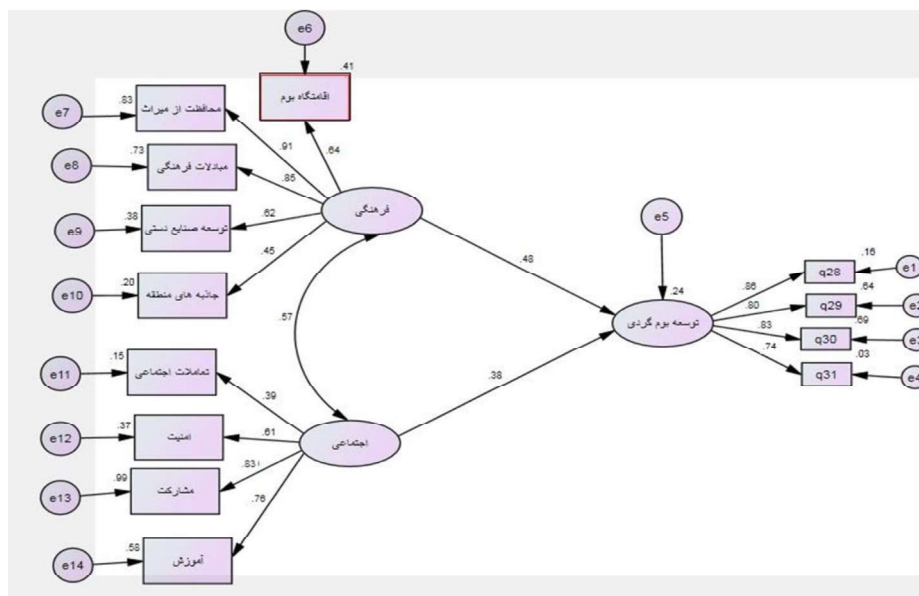 e6
.41
اقامتگاه بوم
e7
.83
محافظت از میراث
.91
.64
e8
.73
مبادلات فرهنگی
.85
e9
.38
توسعه صنایع دستی
.62
فرهنگی
e10
.20
جاذبه های منطقه
.45
e5
.48
.24
توسعه بوم گردی
.86
q28
.16
e1
.80
q29
.64
e2
.83
q30
.69
e3
.74
q31
.03
e4
.57
.38
e11
.15
تعاملات اجتماعی
.39
e12
.37
امنیت
.61
اجتماعی
e13
.99
مشارکت
.83
e14
.58
آموزش
.76